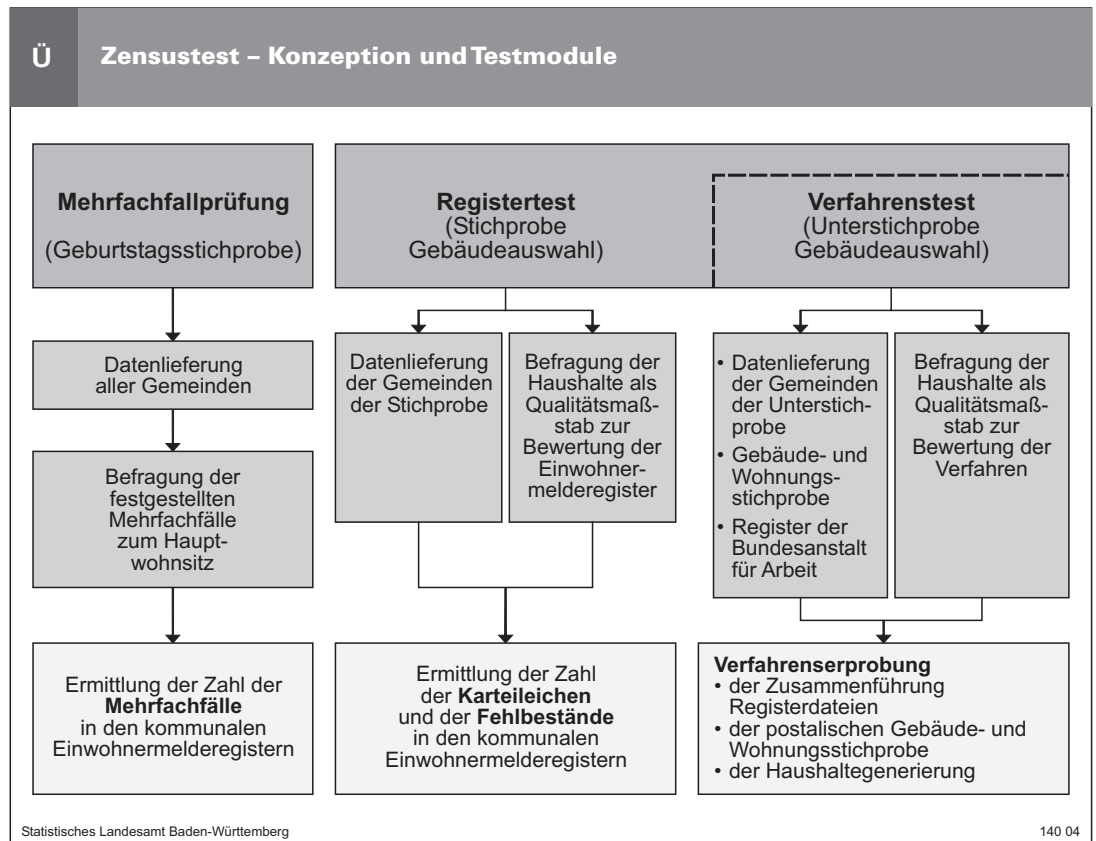 Ü
Zensustest – Konzeption und Testmodule
Mehrfachfallprüfung
(Geburtstagsstichprobe)
Datenlieferung
aller Gemeinden
Befragung der
festgestellten
Mehrfachfälle
zum Haupt-
wohnsitz
Ermittlung der Zahl der
Mehrfachfälle
in den kommunalen
Einwohnermelderegistern
Registertest
(Stichprobe
Gebäudeauswahl)
Datenlieferung
der Gemeinden
der Stichprobe
Befragung der
Haushalte als
Qualitätsmaß-
stab zur
Bewertung der
Einwohner-
melderegister
Ermittlung der Zahl
der Karteileichen
und der Fehlbestände
in den kommunalen
Einwohnermelderegistern
Verfahrenstest
(Unterstichprobe
Gebäudeauswahl)
• Datenlieferung
der Gemeinden
der Unterstich-
probe
• Gebäude- und
Wohnungs-
stichprobe
• Register der
Bundesanstalt
für Arbeit
Befragung der
Haushalte als
Qualitätsmaß-
stab zur
Bewertung der
Verfahren
Verfahrenserprobung
• der Zusammenführung
Registerdateien
• der postalischen Gebäude- und
Wohnungsstichprobe
• der Haushaltegenerierung
Statistisches Landesamt Baden-Württemberg
140 04